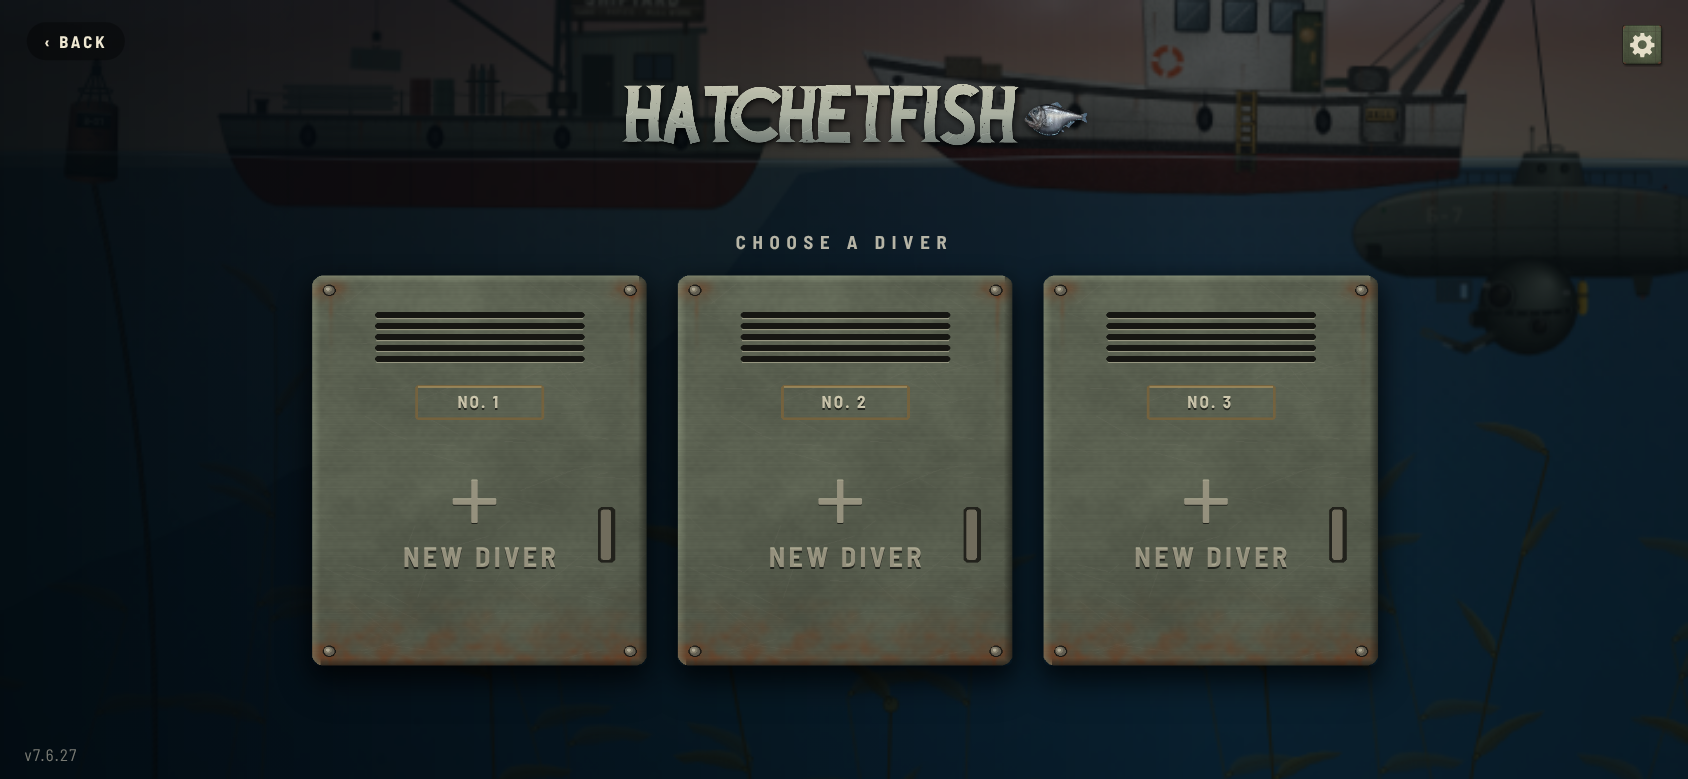 SHIPYARD
‹ BACK
HATCHETFISH
CHOOSE A DIVER
NO. 1
NO. 2
NO. 3
NEW DIVER
NEW DIVER
NEW DIVER
v7.6.27